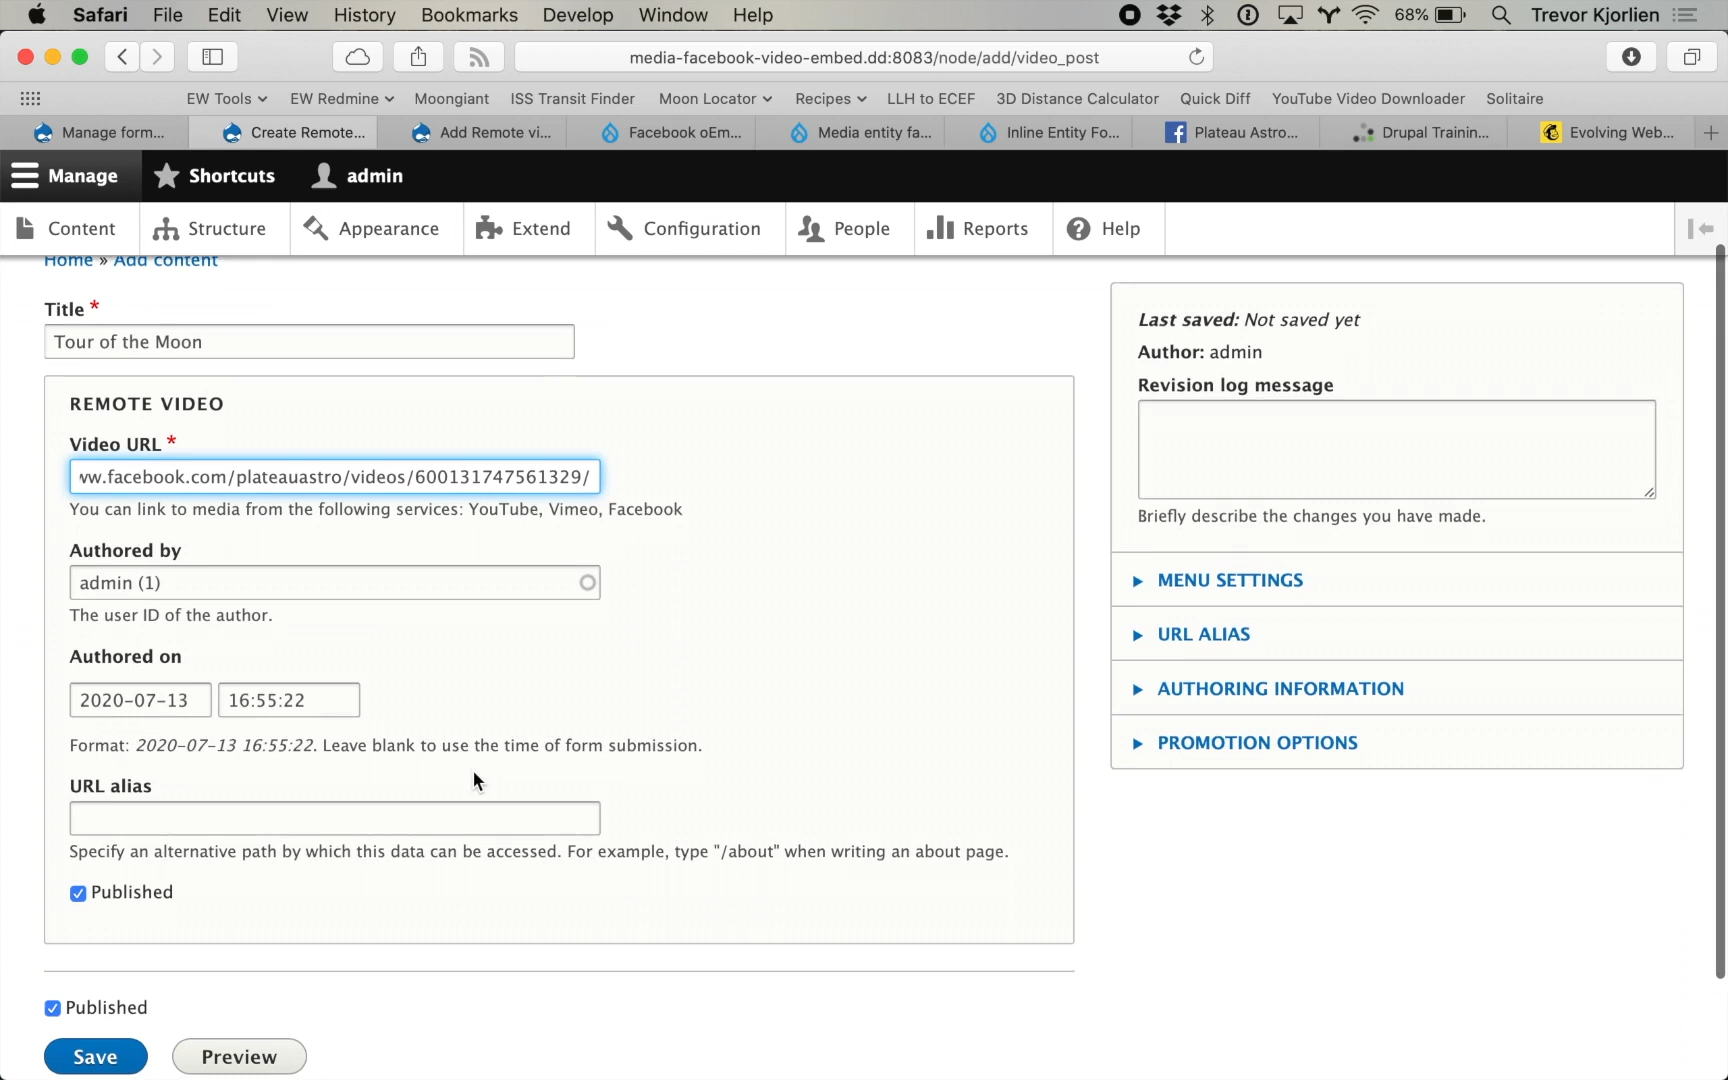 Safari File Edit View History Bookmarks Develop Window Help 68% Trevor Kjorlien
media-facebook-video-embed.dd:8083/node/add/video_post
EW Tools EW Redmine Moongiant ISS Transit Finder Moon Locator Recipes LLH to ECEF 3D Distance Calculator Quick Diff YouTube Video Downloader Solitaire
Manage form... Create Remote... Add Remote vi... Facebook oEm... Media entity fa... Inline Entity Fo... Plateau Astro... Drupal Trainin... Evolving Web...
Manage Shortcuts admin
Content Structure Appearance Extend Configuration People Reports Help
Home » Add content
Title *
Tour of the Moon
REMOTE VIDEO
Video URL *
ww.facebook.com/plateauastro/videos/600131747561329/
You can link to media from the following services: YouTube, Vimeo, Facebook
Authored by
admin (1)
The user ID of the author.
Authored on
2020-07-13 16:55:22
Format: 2020-07-13 16:55:22. Leave blank to use the time of form submission.
URL alias
Specify an alternative path by which this data can be accessed. For example, type "/about" when writing an about page.
Published
Published
Save Preview
Last saved: Not saved yet
Author: admin
Revision log message
Briefly describe the changes you have made.
MENU SETTINGS
URL ALIAS
AUTHORING INFORMATION
PROMOTION OPTIONS